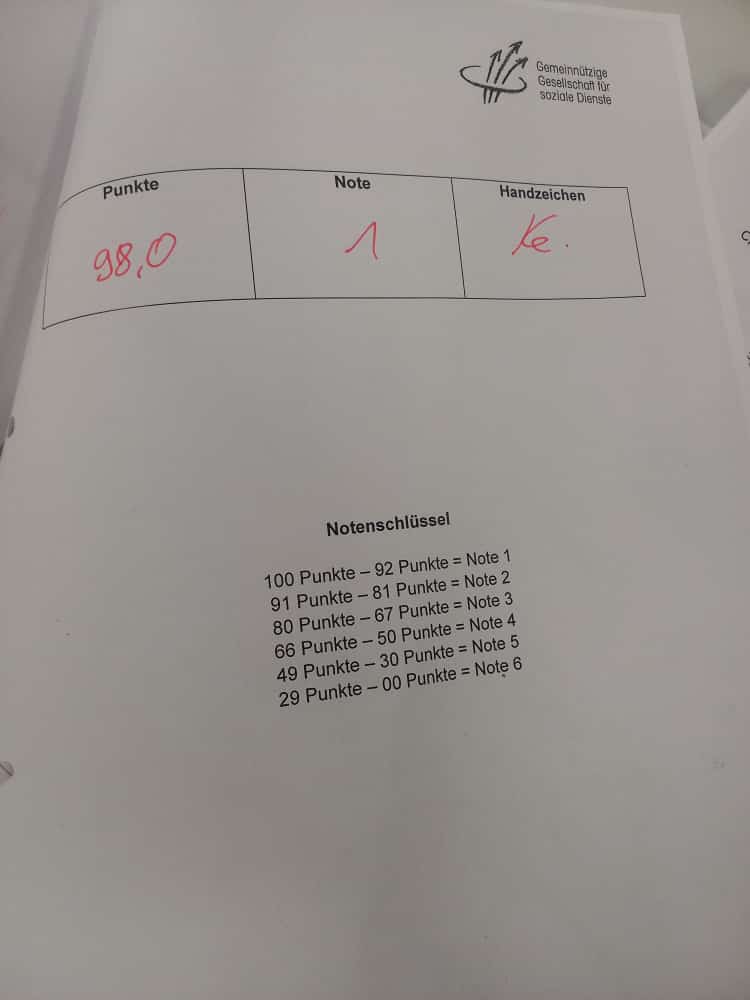 Gemeinnützige
Gesellschaft für
soziale Dienste
Punkte Note Handzeichen
98,0 1 Ke.
Notenschlüssel
100 Punkte – 92 Punkte = Note 1
91 Punkte – 81 Punkte = Note 2
80 Punkte – 67 Punkte = Note 3
66 Punkte – 50 Punkte = Note 4
49 Punkte – 30 Punkte = Note 5
29 Punkte – 00 Punkte = Note 6